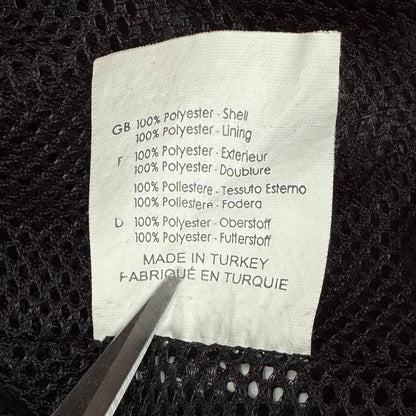 GB 100% Polyester - Shell
100% Polyester - Lining
F 100% Polyester - Exterieur
100% Polyester - Doublure
100% Poliestere - Tessuto Esterno
100% Poliestere - Fodera
D 100% Polyester - Oberstoff
100% Polyester - Futterstoff
MADE IN TURKEY
FABRIQUÉ EN TURQUIE